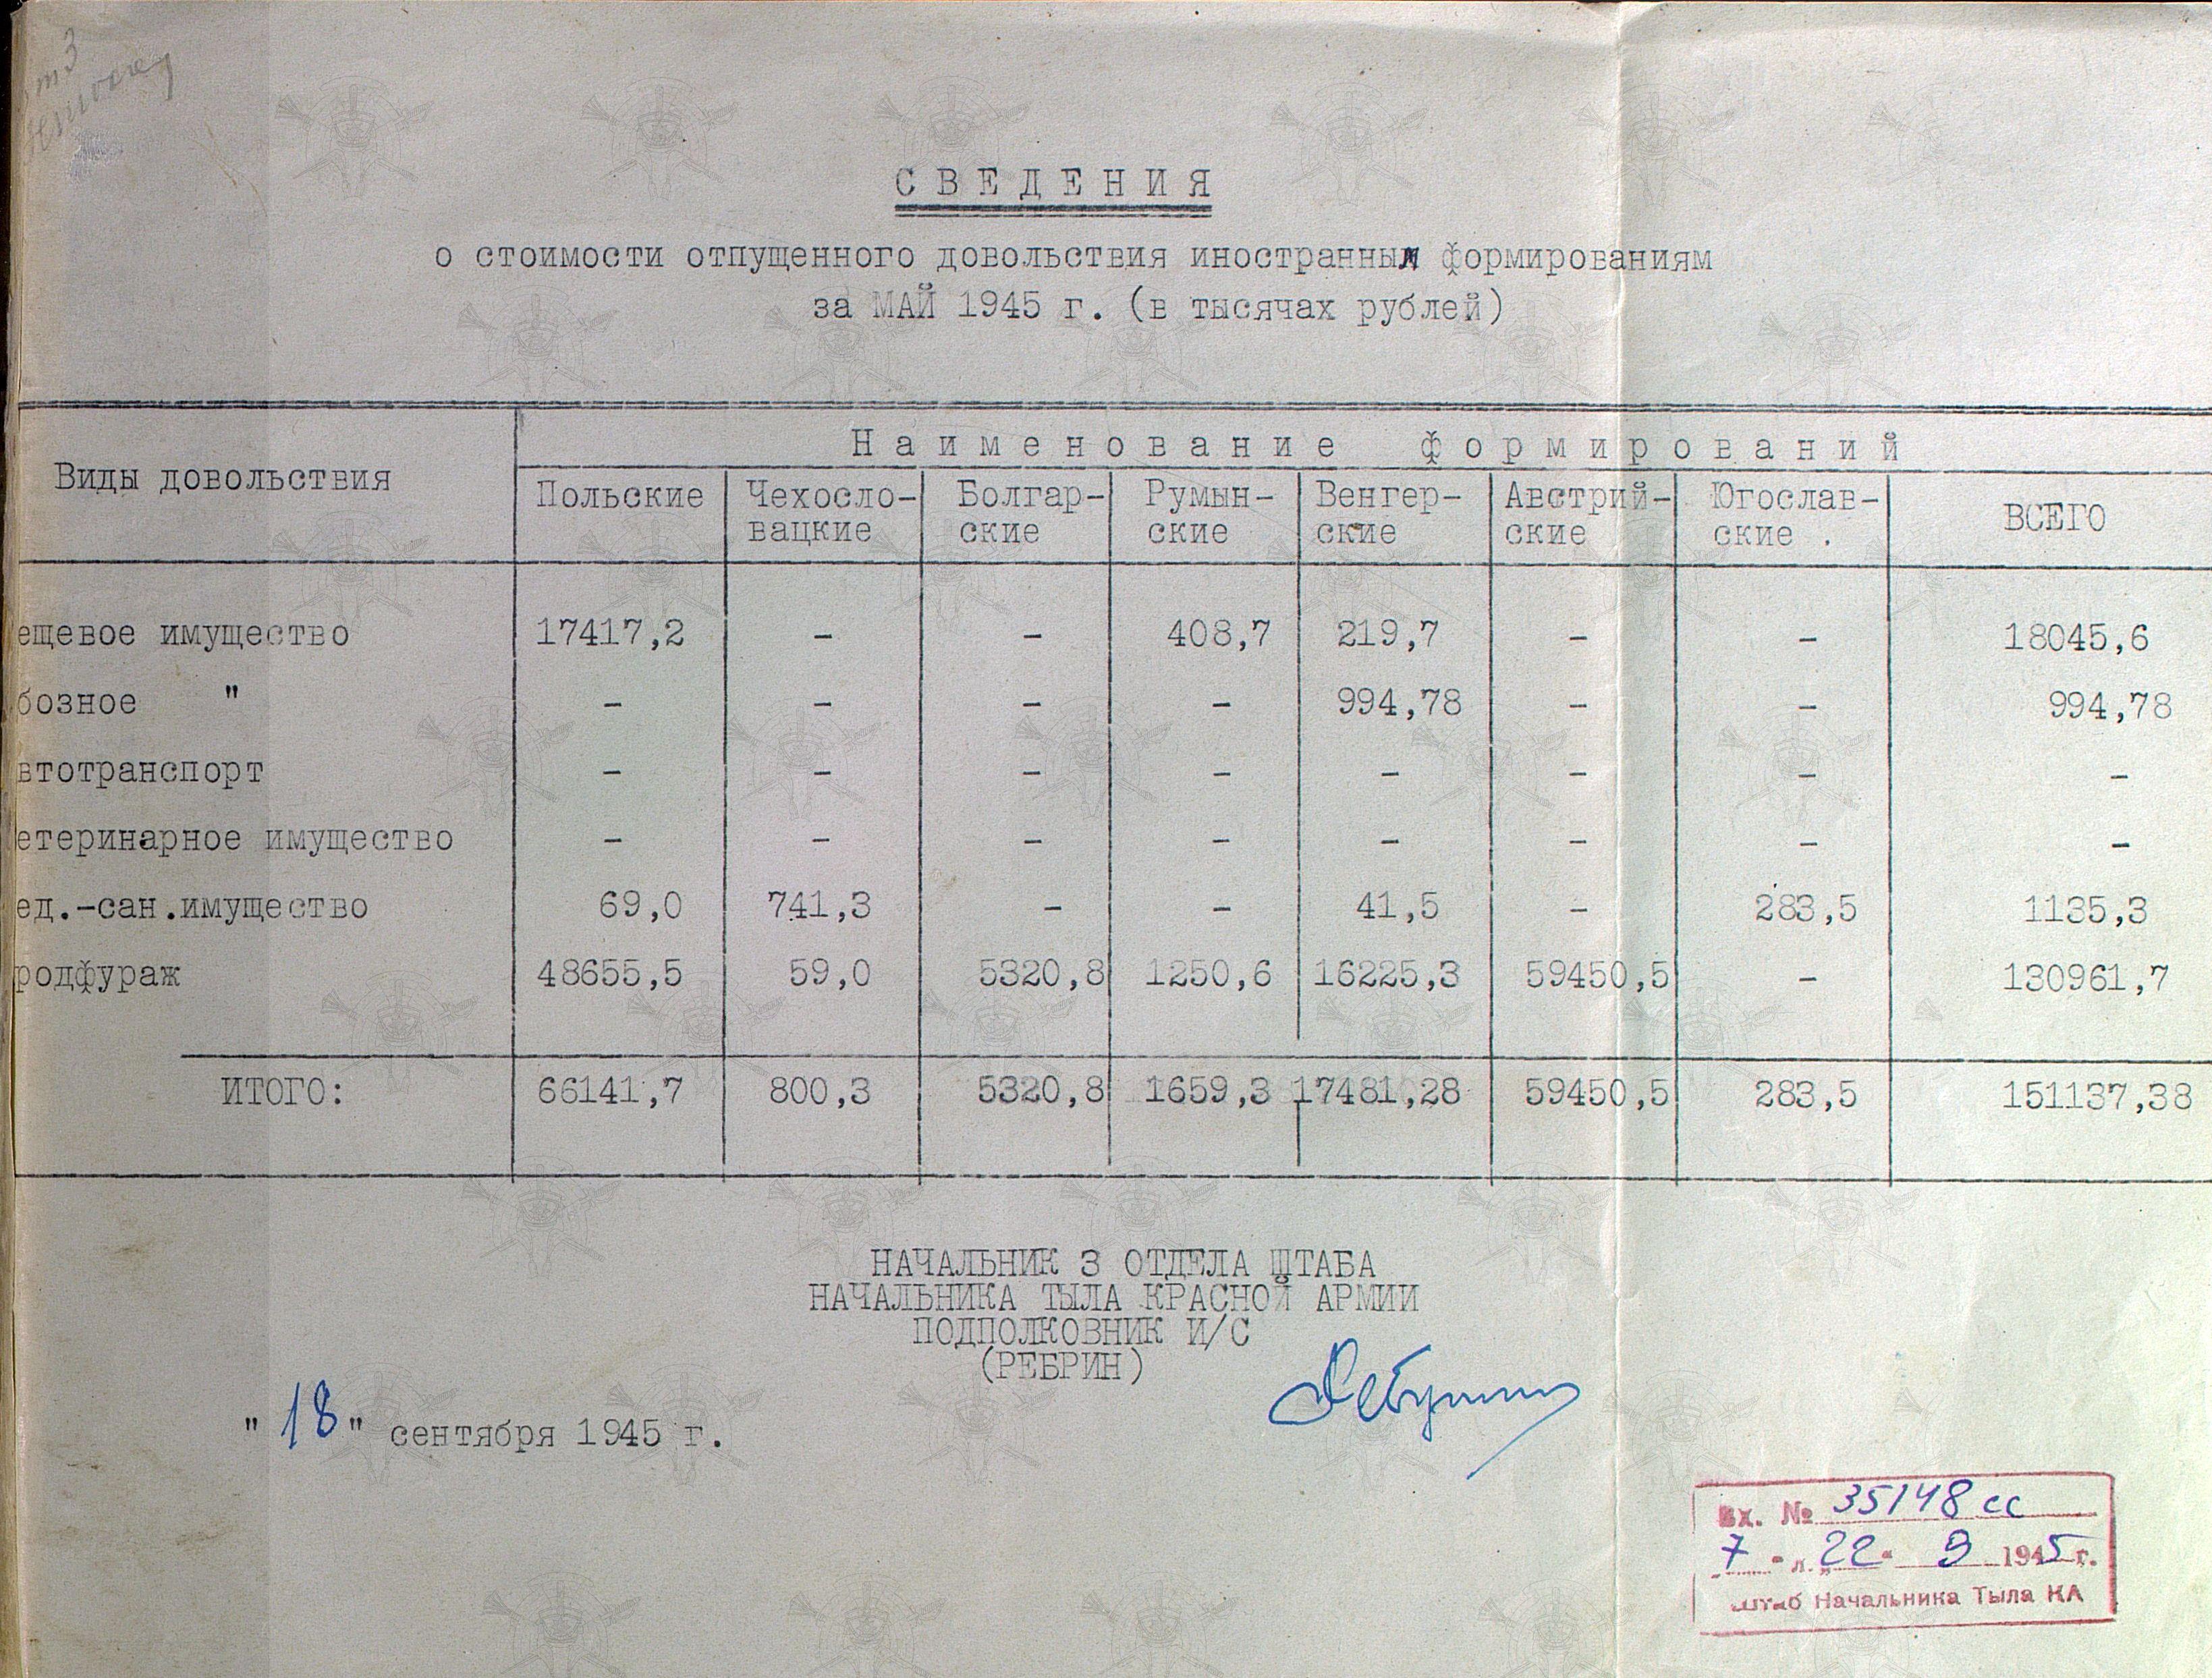 СВЕДЕНИЯ
о стоимости отпущенного довольствия иностранным формированиям
за МАЙ 1945 г. (в тысячах рублей)
Виды довольствия
Наименование формирований
Польские Чехосло- Болгар- Румын- Венгер- Австрий- Югослав- ВСЕГО
вацкие ские ские ские ские ские .
ещевое имущество 17417,2 - - 408,7 219,7 - - 18045,6
бозное " - - - - 994,78 - - 994,78
втотранспорт - - - - - - - -
етеринарное имущество - - - - - - - -
ед.-сан.имущество 69,0 741,3 - - 41,5 - 283,5 1135,3
родфураж 48655,5 59,0 5320,8 1250,6 16225,3 59450,5 - 130961,7
ИТОГО: 66141,7 800,3 5320,8 1659,3 17481,28 59450,5 283,5 151137,38
НАЧАЛЬНИК 3 ОТДЕЛА ШТАБА
НАЧАЛЬНИКА ТЫЛА КРАСНОЙ АРМИИ
ПОДПОЛКОВНИК И/С
(РЕБРИН)
"18" сентября 1945 г.
Вх. № 35148 сс
7 л. "22" 9 1945 г.
Штаб Начальника Тыла КА